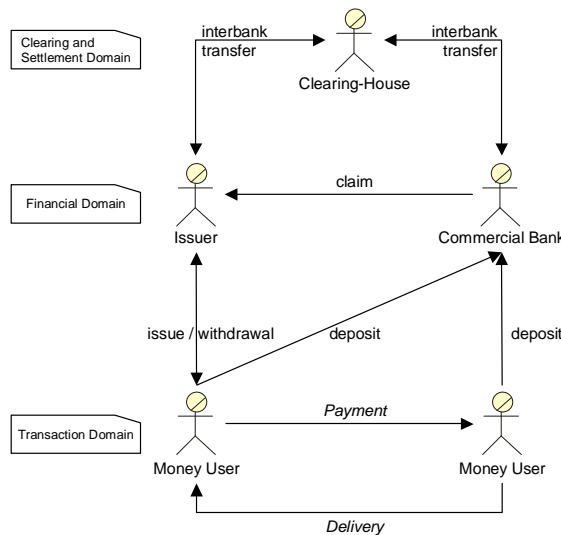 interbank
transfer
interbank
transfer
Clearing and
Settlement Domain
Clearing-House
claim
Financial Domain
Issuer
Commercial Bank
issue / withdrawal
deposit
deposit
Payment
Transaction Domain
Money User
Money User
Delivery